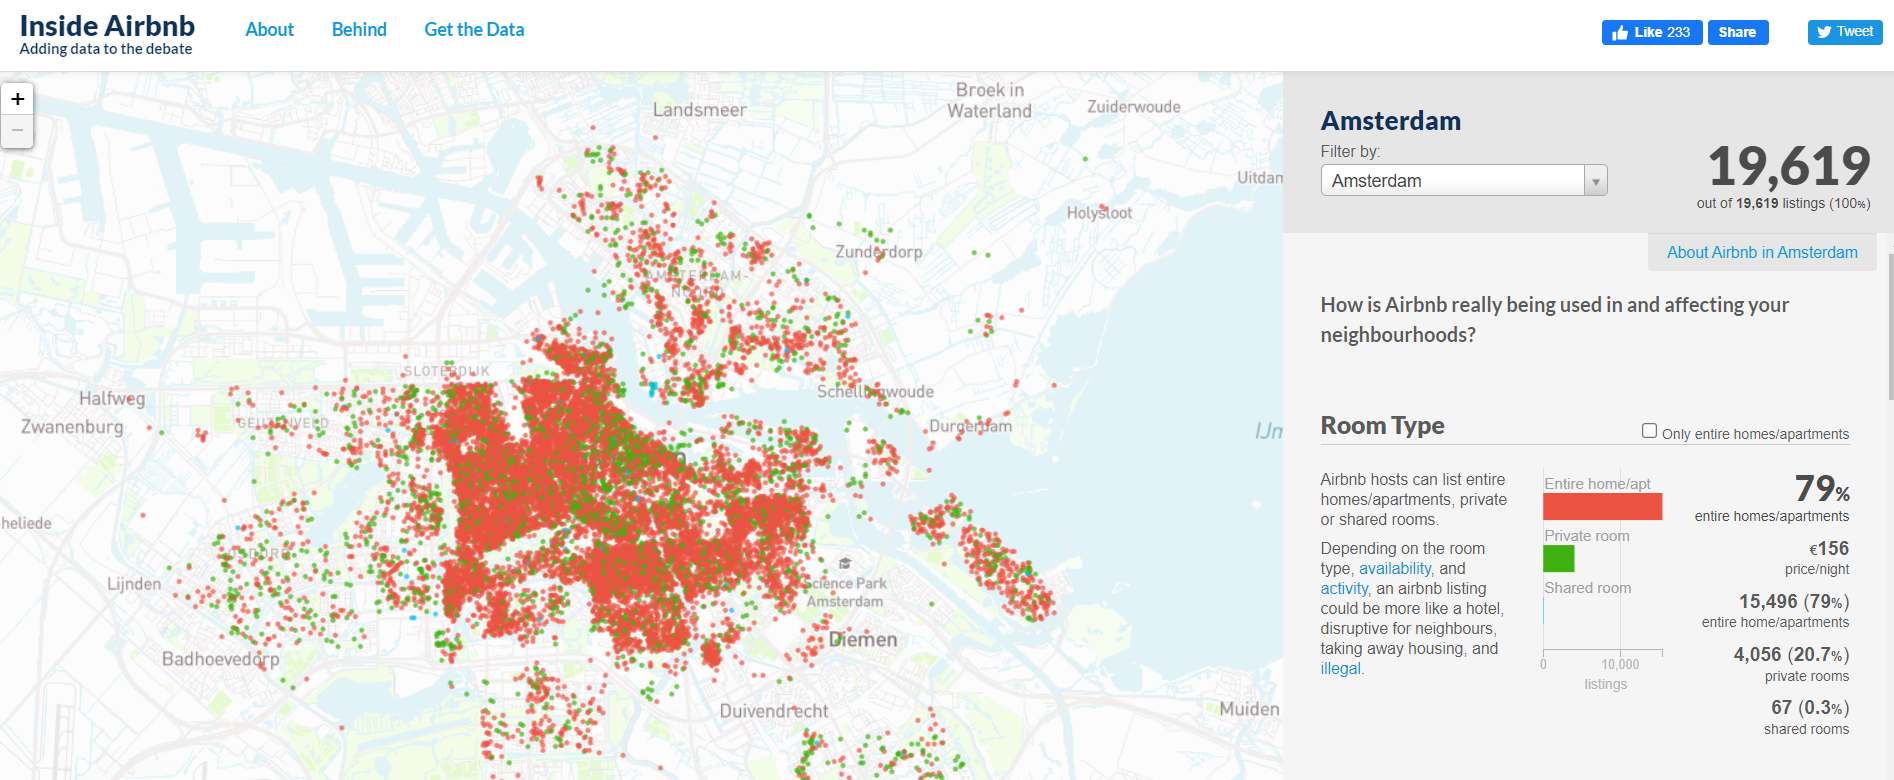 Inside Airbnb
Adding data to the debate
About
Behind
Get the Data
Like 233
Share
Tweet
+
−
Landsmeer
Broek in
Waterland
Zuiderwoude
Uitdam
Holysloot
Zunderdorp
AMSTERDAM-
NOORD
SLOTERDIJK
Halfweg
Zwanenburg
GEUZENVELD
Schellingwoude
Durgerdam
IJm
heliede
OSDORP
Lijnden
Science Park
Amsterdam
Diemen
Badhoevedorp
Duivendrecht
Muiden
Amsterdam
Filter by:
Amsterdam
19,619
out of 19,619 listings (100%)
About Airbnb in Amsterdam
How is Airbnb really being used in and affecting your
neighbourhoods?
Room Type
Only entire homes/apartments
Airbnb hosts can list entire
homes/apartments, private
or shared rooms.
Depending on the room
type, availability, and
activity, an airbnb listing
could be more like a hotel,
disruptive for neighbours,
taking away housing, and
illegal.
Entire home/apt
Private room
Shared room
0
10,000
listings
79%
entire homes/apartments
€156
price/night
15,496 (79%)
entire home/apartments
4,056 (20.7%)
private rooms
67 (0.3%)
shared rooms